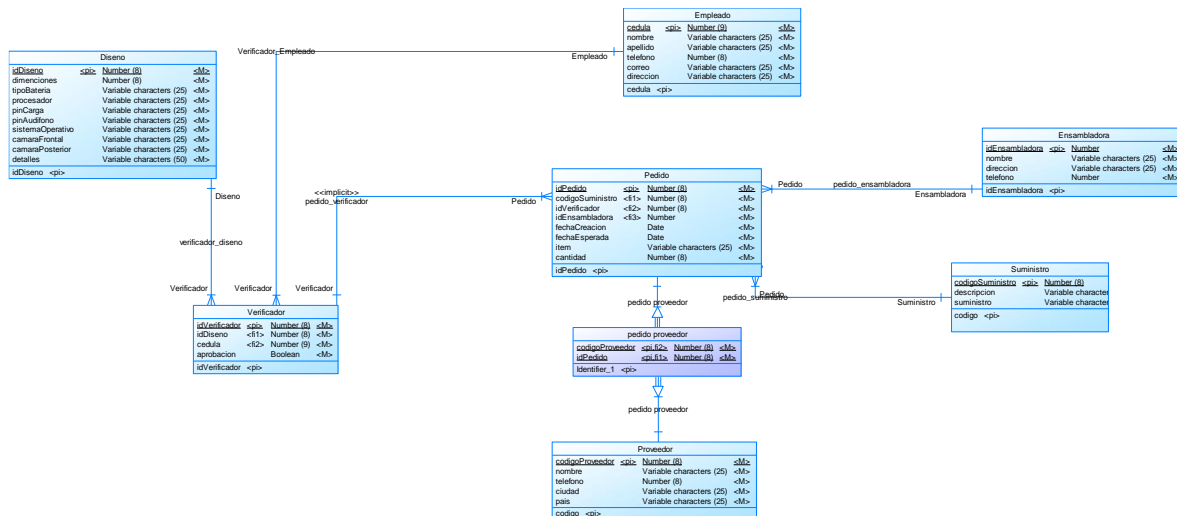 Empleado
cedula <pi> Number (9) <M>
nombre Variable characters (25) <M>
apellido Variable characters (25) <M>
telefono Number (8) <M>
correo Variable characters (25) <M>
direccion Variable characters (25) <M>
cedula <pi>
Verificador_Empleado
Empleado
Verificador
Diseno
idDiseno <pi> Number (8) <M>
dimenciones Number (8) <M>
tipoBateria Variable characters (25) <M>
procesador Variable characters (25) <M>
pinCarga Variable characters (25) <M>
pinAudifono Variable characters (25) <M>
sistemaOperativo Variable characters (25) <M>
camaraFrontal Variable characters (25) <M>
camaraPosterior Variable characters (25) <M>
detalles Variable characters (50) <M>
idDiseno <pi>
Diseno
verificador_diseno
Verificador
Ensambladora
idEnsambladora <pi> Number <M>
nombre Variable characters (25) <M>
direccion Variable characters (25) <M>
telefono Number <M>
idEnsambladora <pi>
Pedido
pedido_ensambladora
Ensambladora
<<implicit>>
pedido_verificador
Pedido
Verificador
Pedido
idPedido <pi> Number (8) <M>
codigoSuministro <fi1> Number (8) <M>
idVerificador <fi2> Number (8) <M>
idEnsambladora <fi3> Number <M>
fechaCreacion Date <M>
fechaEsperada Date <M>
item Variable characters (25) <M>
cantidad Number (8) <M>
idPedido <pi>
Pedido
pedido_suministro
Suministro
Suministro
codigoSuministro <pi> Number (8)
descripcion Variable character
suministro Variable character
codigo <pi>
Verificador
idVerificador <pi> Number (8) <M>
idDiseno <fi1> Number (8) <M>
cedula <fi2> Number (9) <M>
aprobacion Boolean <M>
idVerificador <pi>
pedido proveedor
pedido proveedor
codigoProveedor <pi,fi2> Number (8) <M>
idPedido <pi,fi1> Number (8) <M>
Identifier_1 <pi>
pedido proveedor
Proveedor
codigoProveedor <pi> Number (8) <M>
nombre Variable characters (25) <M>
telefono Number (8) <M>
ciudad Variable characters (25) <M>
pais Variable characters (25) <M>
codigo <pi>